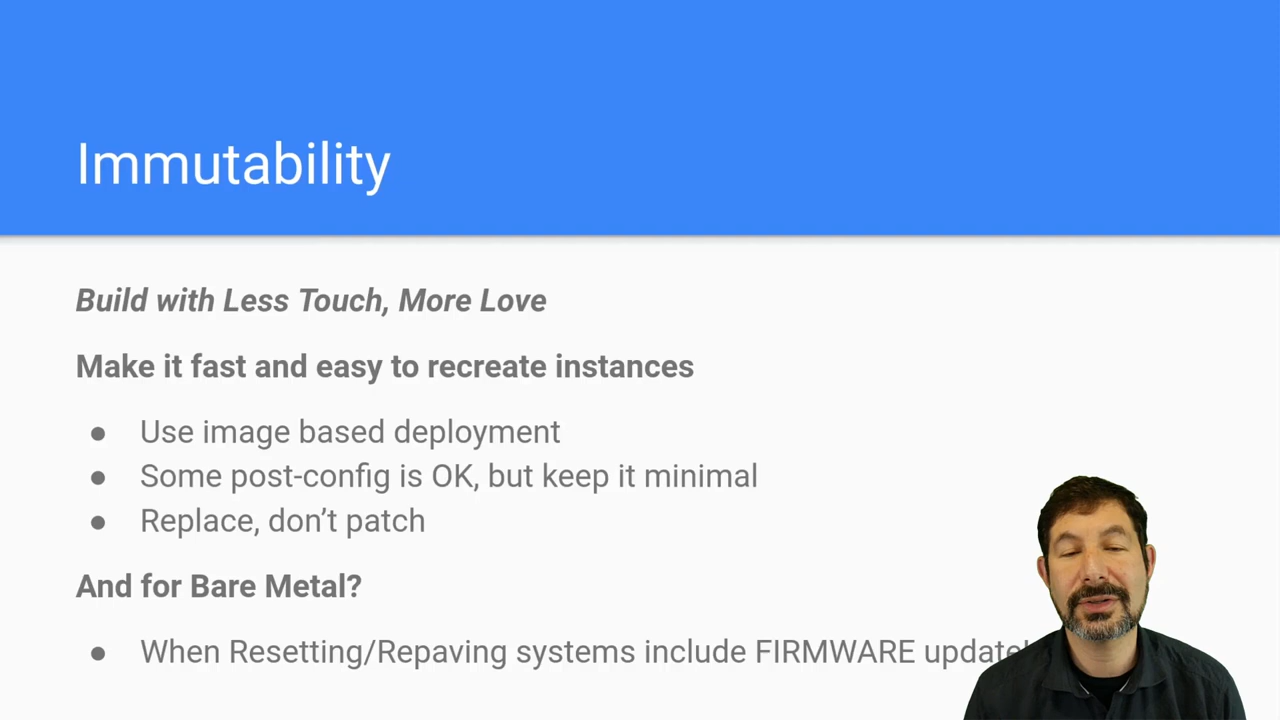 Immutability
Build with Less Touch, More Love
Make it fast and easy to recreate instances
● Use image based deployment
● Some post-config is OK, but keep it minimal
● Replace, don’t patch
And for Bare Metal?
● When Resetting/Repaving systems include FIRMWARE update!